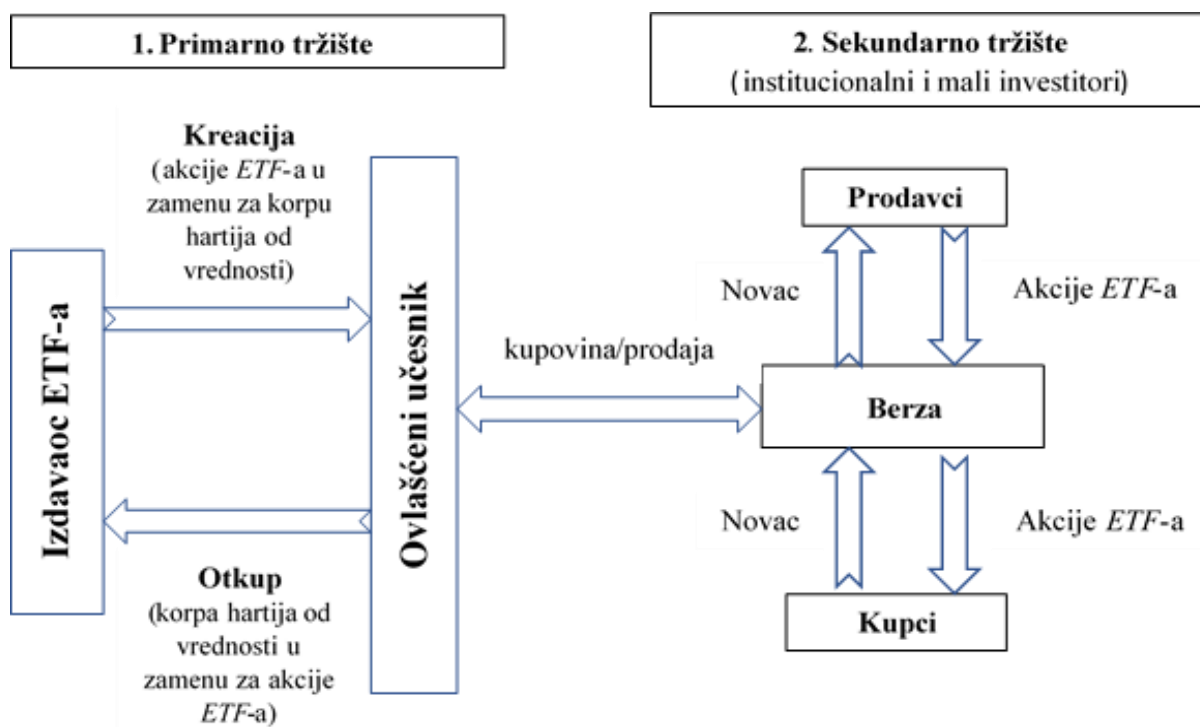 1. Primarno tržište
2. Sekundarno tržište
(institucionalni i mali investitori)
Kreacija
(akcije ETF-a u
zamenu za korpu
hartija od
vrednosti)
Izdavaoc ETF-a
Ovlašćeni učesnik
Otkup
(korpa hartija od
vrednosti u
zamenu za akcije
ETF-a)
kupovina/prodaja
Prodavci
Novac
Akcije ETF-a
Berza
Novac
Akcije ETF-a
Kupci